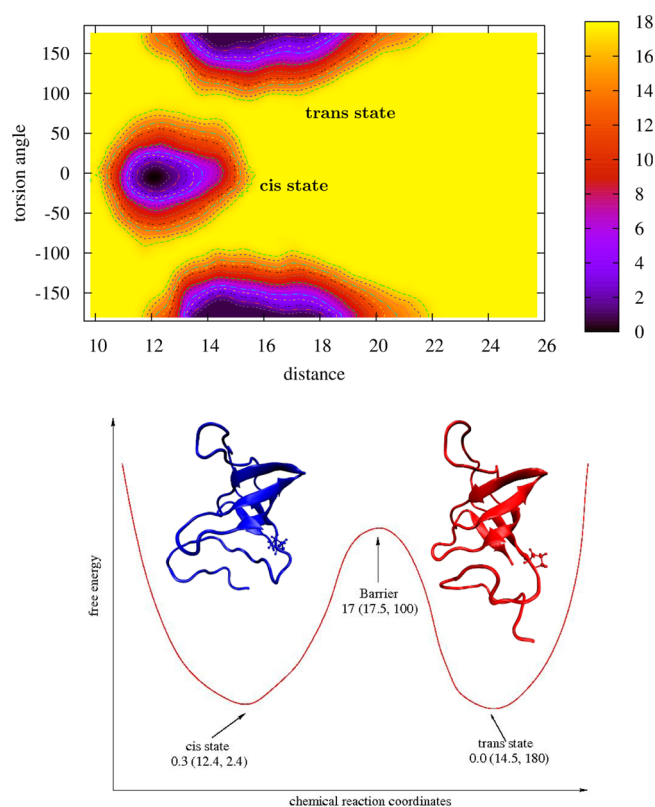 150
100
50
0
-50
-100
-150
torsion angle
trans state
cis state
10 12 14 16 18 20 22 24 26
distance
18
16
14
12
10
8
6
4
2
0
free energy
Barrier
17 (17.5, 100)
cis state
0.3 (12.4, 2.4)
trans state
0.0 (14.5, 180)
chemical reaction coordinates